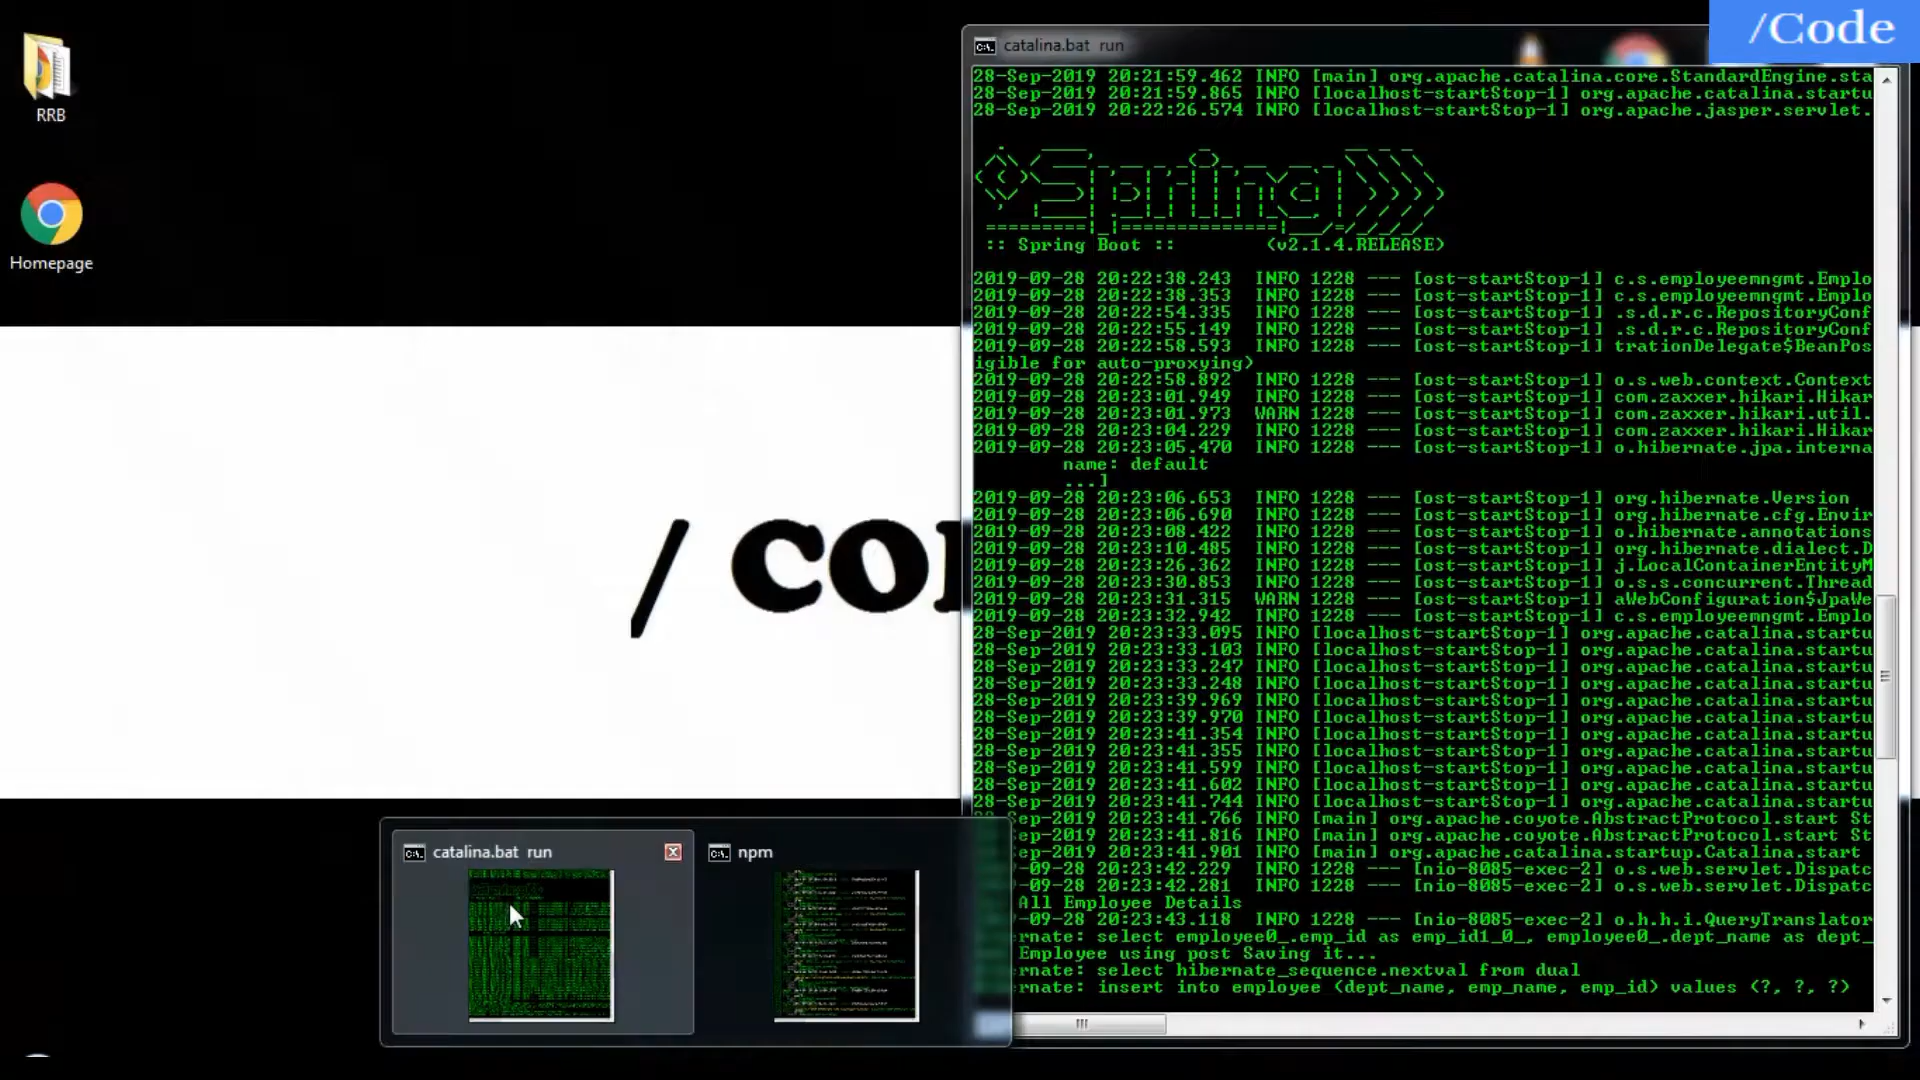 /Code
RRB
Homepage
/ CO
catalina.bat run
28-Sep-2019 20:21:59.462 INFO [main] org.apache.catalina.core.StandardEngine.sta
28-Sep-2019 20:21:59.865 INFO [localhost-startStop-1] org.apache.catalina.startu
28-Sep-2019 20:22:26.574 INFO [localhost-startStop-1] org.apache.jasper.servlet.
Spring
:: Spring Boot :: (v2.1.4.RELEASE)
2019-09-28 20:22:38.243 INFO 1228 --- [ost-startStop-1] c.s.employeemngmt.Emplo
2019-09-28 20:22:38.353 INFO 1228 --- [ost-startStop-1] c.s.employeemngmt.Emplo
2019-09-28 20:22:54.335 INFO 1228 --- [ost-startStop-1] .s.d.r.c.RepositoryConf
2019-09-28 20:22:55.149 INFO 1228 --- [ost-startStop-1] .s.d.r.c.RepositoryConf
2019-09-28 20:22:58.593 INFO 1228 --- [ost-startStop-1] trationDelegate$BeanPos
igible for auto-proxying)
2019-09-28 20:22:58.892 INFO 1228 --- [ost-startStop-1] o.s.web.context.Context
2019-09-28 20:23:01.949 INFO 1228 --- [ost-startStop-1] com.zaxxer.hikari.Hikar
2019-09-28 20:23:01.973 WARN 1228 --- [ost-startStop-1] com.zaxxer.hikari.util.
2019-09-28 20:23:04.229 INFO 1228 --- [ost-startStop-1] com.zaxxer.hikari.Hikar
2019-09-28 20:23:05.470 INFO 1228 --- [ost-startStop-1] o.hibernate.jpa.interna
name: default
...]
2019-09-28 20:23:06.653 INFO 1228 --- [ost-startStop-1] org.hibernate.Version
2019-09-28 20:23:06.690 INFO 1228 --- [ost-startStop-1] org.hibernate.cfg.Envir
2019-09-28 20:23:08.422 INFO 1228 --- [ost-startStop-1] o.hibernate.annotations
2019-09-28 20:23:10.485 INFO 1228 --- [ost-startStop-1] org.hibernate.dialect.D
2019-09-28 20:23:26.362 INFO 1228 --- [ost-startStop-1] j.LocalContainerEntityM
2019-09-28 20:23:30.853 INFO 1228 --- [ost-startStop-1] o.s.s.concurrent.Thread
2019-09-28 20:23:31.315 WARN 1228 --- [ost-startStop-1] aWebConfiguration$JpaWe
2019-09-28 20:23:32.942 INFO 1228 --- [ost-startStop-1] c.s.employeemngmt.Emplo
28-Sep-2019 20:23:33.095 INFO [localhost-startStop-1] org.apache.catalina.startu
28-Sep-2019 20:23:33.103 INFO [localhost-startStop-1] org.apache.catalina.startu
28-Sep-2019 20:23:33.247 INFO [localhost-startStop-1] org.apache.catalina.startu
28-Sep-2019 20:23:33.248 INFO [localhost-startStop-1] org.apache.catalina.startu
28-Sep-2019 20:23:39.969 INFO [localhost-startStop-1] org.apache.catalina.startu
28-Sep-2019 20:23:39.970 INFO [localhost-startStop-1] org.apache.catalina.startu
28-Sep-2019 20:23:41.354 INFO [localhost-startStop-1] org.apache.catalina.startu
28-Sep-2019 20:23:41.355 INFO [localhost-startStop-1] org.apache.catalina.startu
28-Sep-2019 20:23:41.599 INFO [localhost-startStop-1] org.apache.catalina.startu
28-Sep-2019 20:23:41.602 INFO [localhost-startStop-1] org.apache.catalina.startu
28-Sep-2019 20:23:41.744 INFO [localhost-startStop-1] org.apache.catalina.startu
28-Sep-2019 20:23:41.766 INFO [main] org.apache.coyote.AbstractProtocol.start St
Sep-2019 20:23:41.816 INFO [main] org.apache.coyote.AbstractProtocol.start St
Sep-2019 20:23:41.901 INFO [main] org.apache.catalina.startup.Catalina.start
-09-28 20:23:42.229 INFO 1228 --- [nio-8085-exec-2] o.s.web.servlet.Dispatc
-09-28 20:23:42.281 INFO 1228 --- [nio-8085-exec-2] o.s.web.servlet.Dispatc
All Employee Details
-09-28 20:23:43.118 INFO 1228 --- [nio-8085-exec-2] o.h.h.i.QueryTranslator
ernate: select employee0_.emp_id as emp_id1_0_, employee0_.dept_name as dept_
Employee using post Saving it...
ernate: select hibernate_sequence.nextval from dual
ernate: insert into employee (dept_name, emp_name, emp_id) values (?, ?, ?)
catalina.bat run
npm